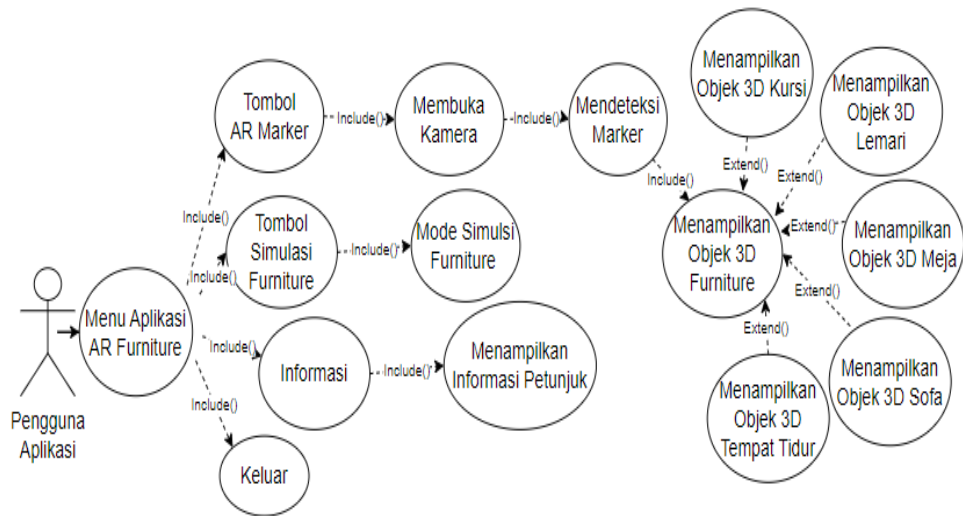 Pengguna
Aplikasi
Menu Aplikasi
AR Furniture
Include()
Include()
Include()
Include()
Tombol
AR Marker
Include()
Membuka
Kamera
Include()
Mendeteksi
Marker
Include()
Tombol
Simulasi
Furniture
Include()
Mode Simulsi
Furniture
Informasi
Include()
Menampilkan
Informasi Petunjuk
Keluar
Menampilkan
Objek 3D
Furniture
Menampilkan
Objek 3D Kursi
Extend()
Menampilkan
Objek 3D
Lemari
Extend()
Menampilkan
Objek 3D Meja
Extend()
Menampilkan
Objek 3D Sofa
Extend()
Menampilkan
Objek 3D
Tempat Tidur
Extend()